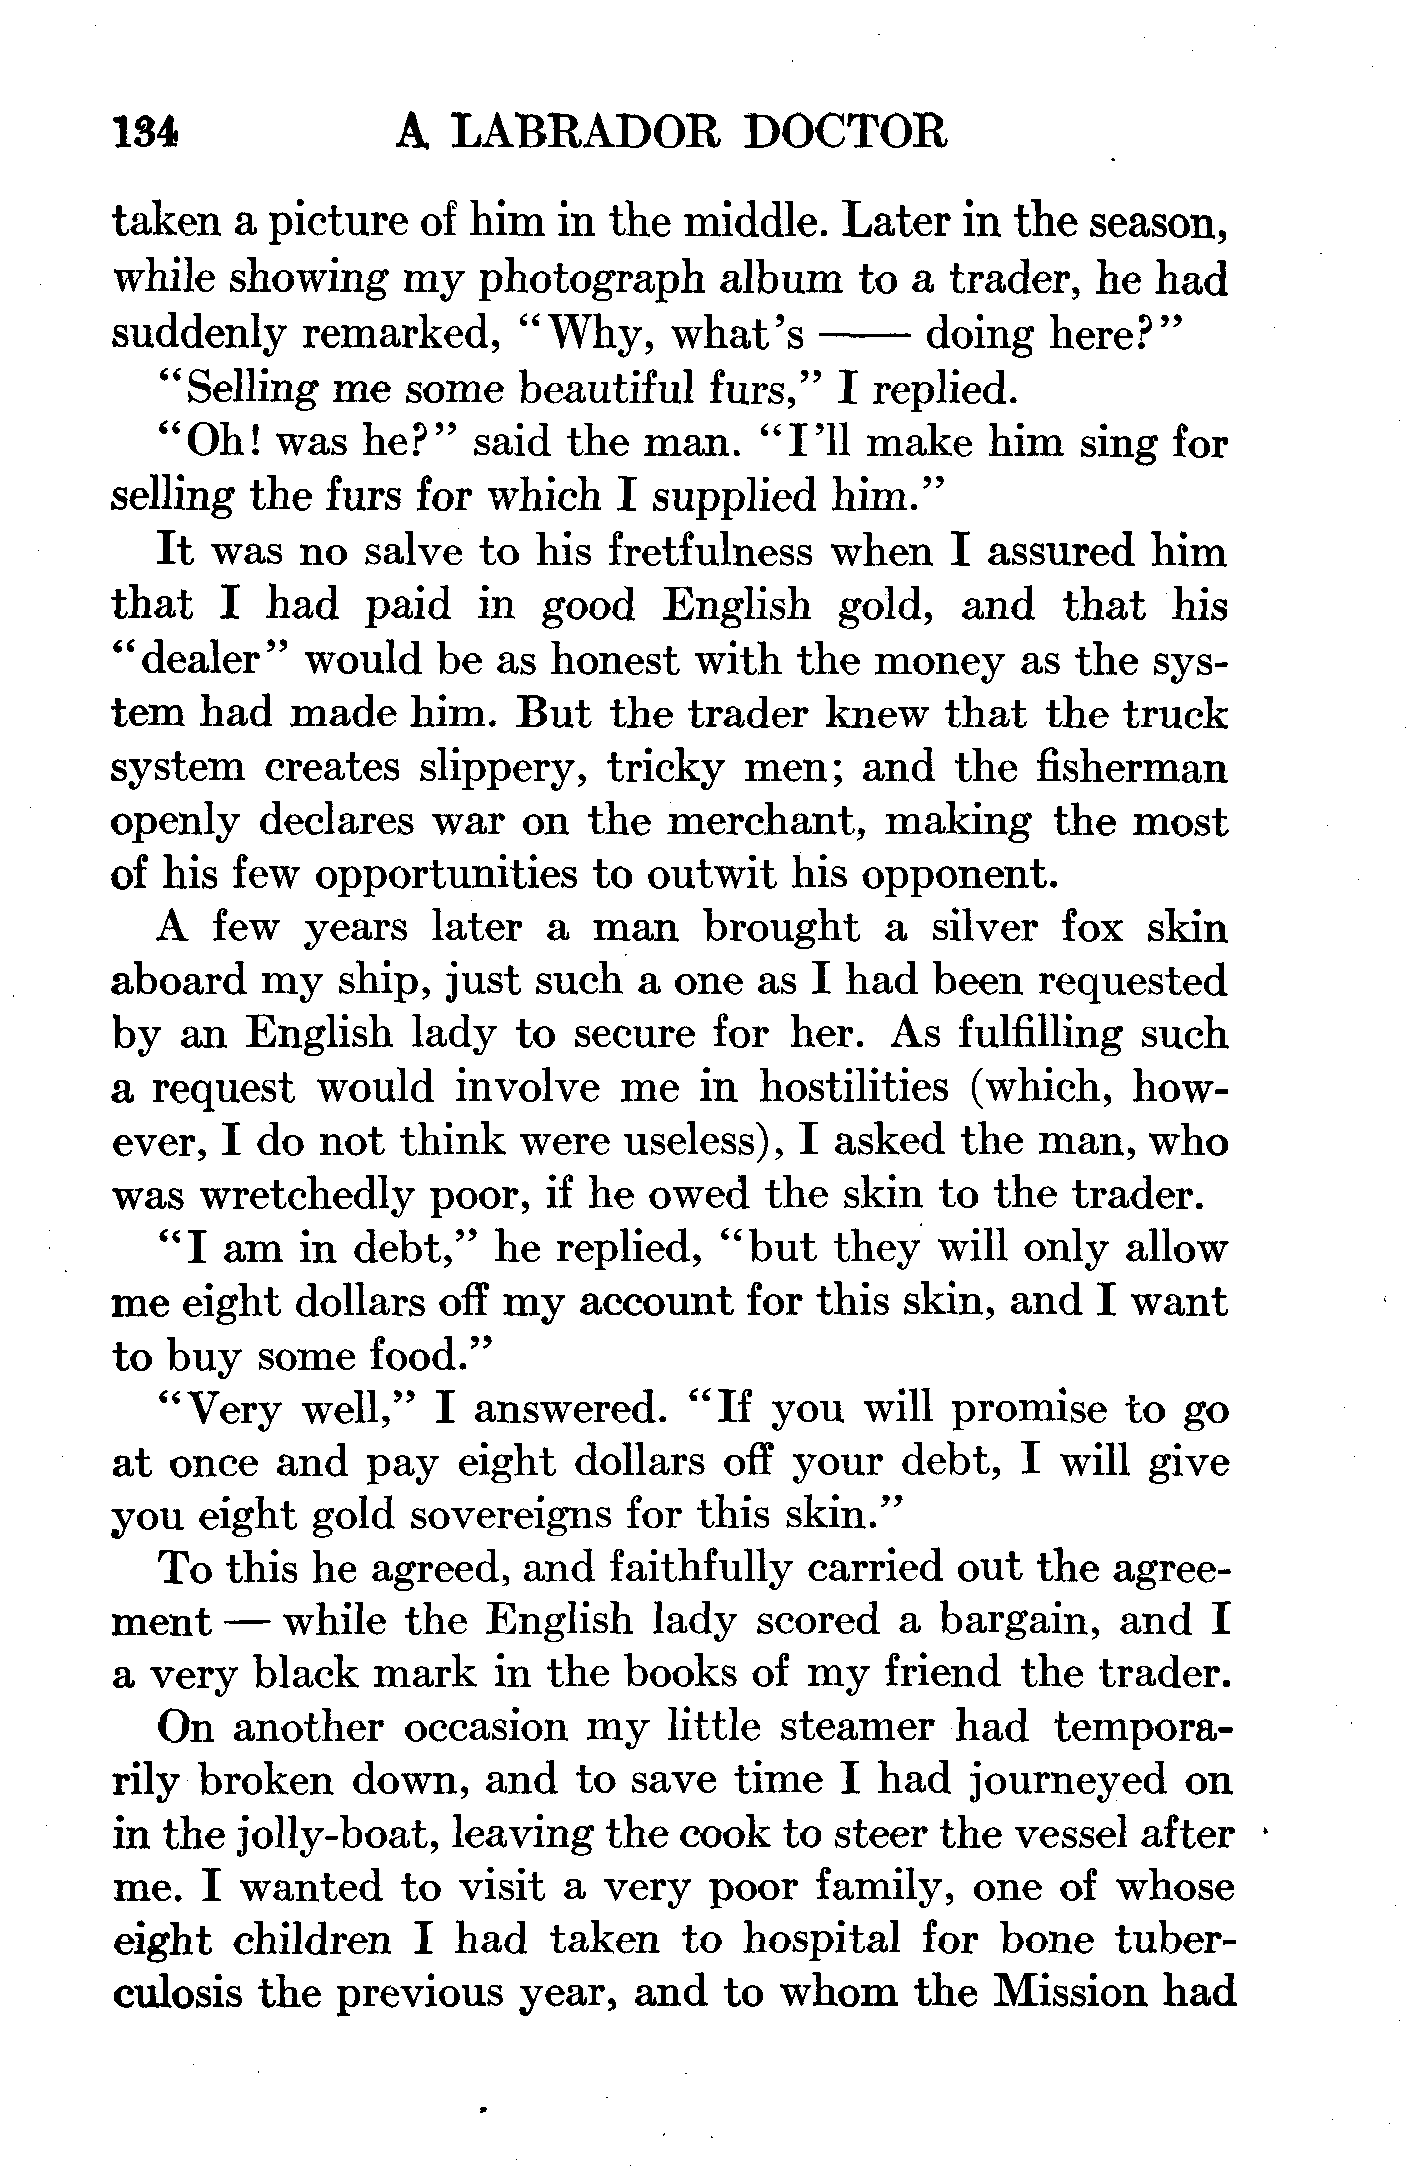 134 A LABRADOR DOCTOR
taken a picture of him in the middle. Later in the season,
while showing my photograph album to a trader, he had
suddenly remarked, “Why, what’s —— doing here?”
“Selling me some beautiful furs,” I replied.
“Oh! was he?” said the man. “I’ll make him sing for
selling the furs for which I supplied him.”
It was no salve to his fretfulness when I assured him
that I had paid in good English gold, and that his
“dealer” would be as honest with the money as the sys-
tem had made him. But the trader knew that the truck
system creates slippery, tricky men; and the fisherman
openly declares war on the merchant, making the most
of his few opportunities to outwit his opponent.
A few years later a man brought a silver fox skin
aboard my ship, just such a one as I had been requested
by an English lady to secure for her. As fulfilling such
a request would involve me in hostilities (which, how-
ever, I do not think were useless), I asked the man, who
was wretchedly poor, if he owed the skin to the trader.
“I am in debt,” he replied, “but they will only allow
me eight dollars off my account for this skin, and I want
to buy some food.”
“Very well,” I answered. “If you will promise to go
at once and pay eight dollars off your debt, I will give
you eight gold sovereigns for this skin.”
To this he agreed, and faithfully carried out the agree-
ment — while the English lady scored a bargain, and I
a very black mark in the books of my friend the trader.
On another occasion my little steamer had tempora-
rily broken down, and to save time I had journeyed on
in the jolly-boat, leaving the cook to steer the vessel after
me. I wanted to visit a very poor family, one of whose
eight children I had taken to hospital for bone tuber-
culosis the previous year, and to whom the Mission had